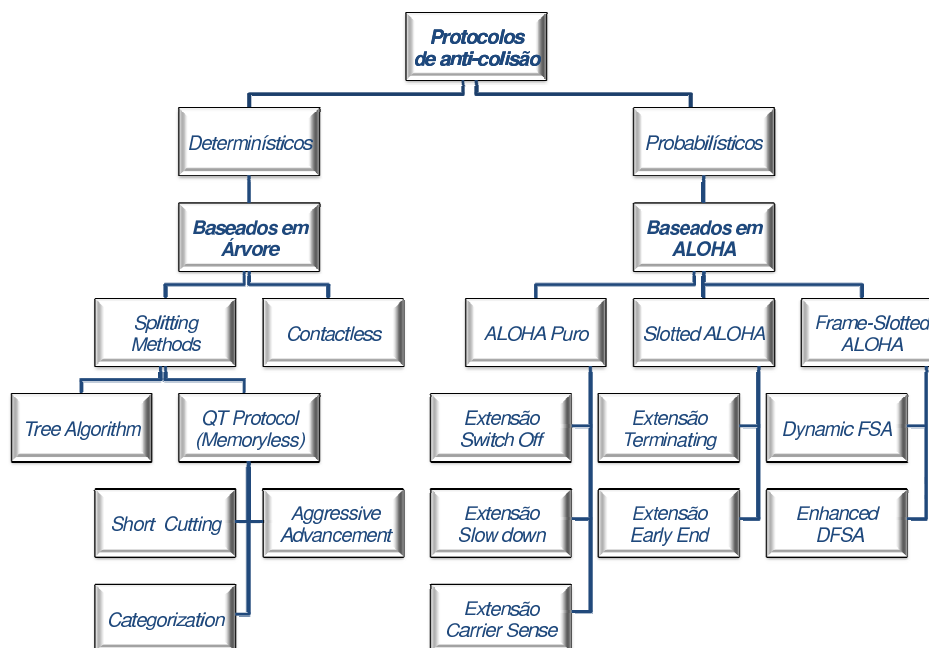 Protocolos
de anti-colisão
Determinísticos
Probabilísticos
Baseados em
Árvore
Baseados em
ALOHA
Splitting
Methods
Contactless
ALOHA Puro
Slotted ALOHA
Frame-Slotted
ALOHA
Tree Algorithm
QT Protocol
(Memoryless)
Extensão
Switch Off
Extensão
Terminating
Dynamic FSA
Short Cutting
Aggressive
Advancement
Extensão
Slow down
Extensão
Early End
Enhanced
DFSA
Categorization
Extensão
Carrier Sense